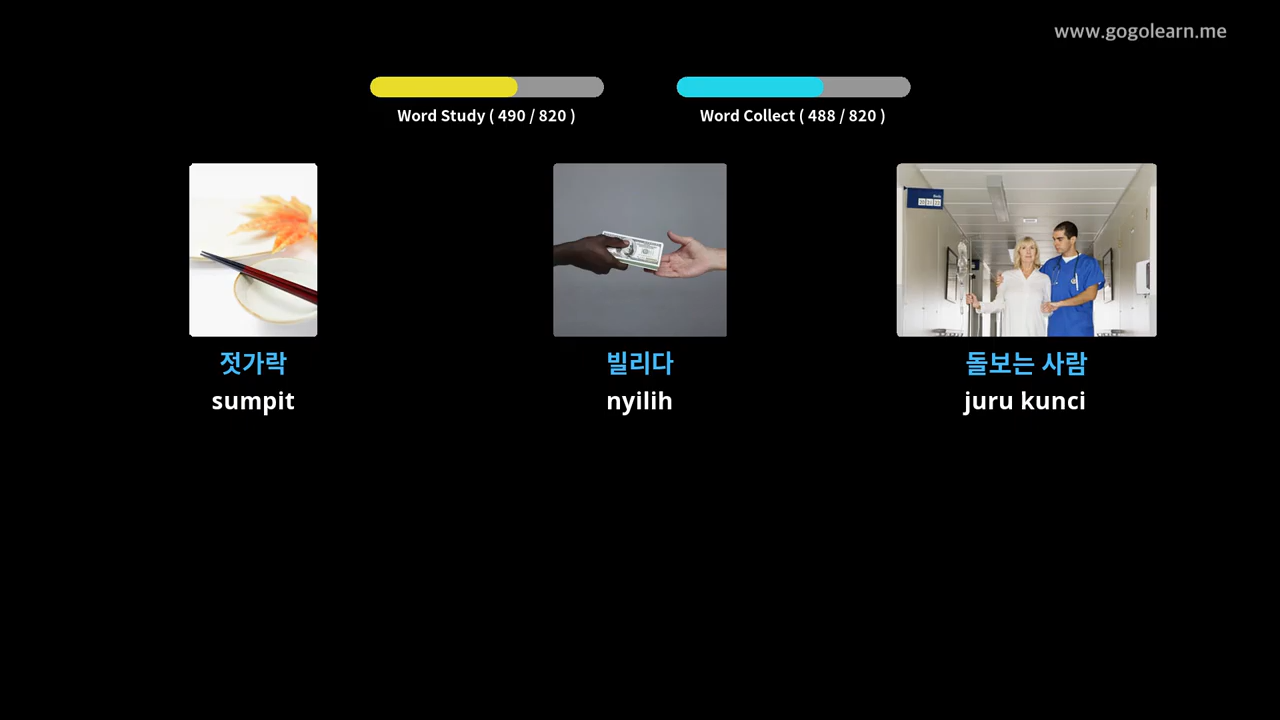 www.gogolearn.me
Word Study ( 490 / 820 )
Word Collect ( 488 / 820 )
젓가락
빌리다
돌보는 사람
sumpit
nyilih
juru kunci